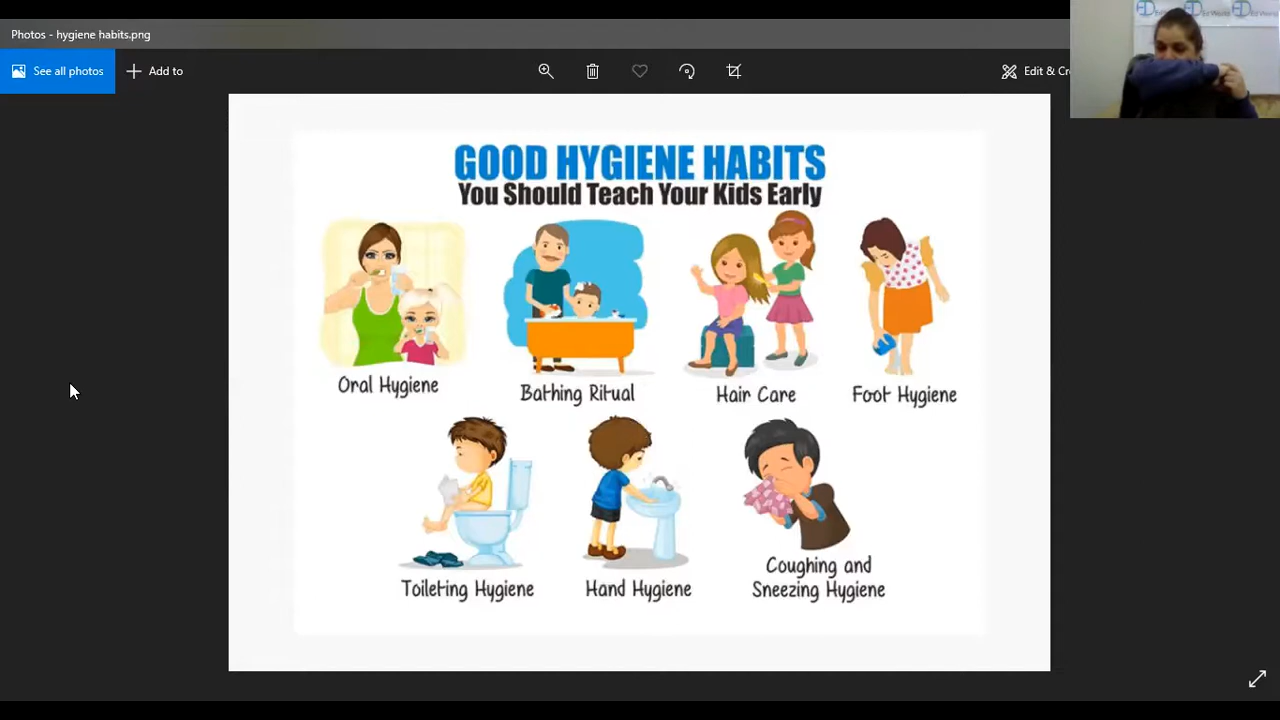 Photos - hygiene habits.png
See all photos
Add to
Edit & Cr
GOOD HYGIENE HABITS
You Should Teach Your Kids Early
Oral Hygiene
Bathing Ritual
Hair Care
Foot Hygiene
Toileting Hygiene
Hand Hygiene
Coughing and
Sneezing Hygiene